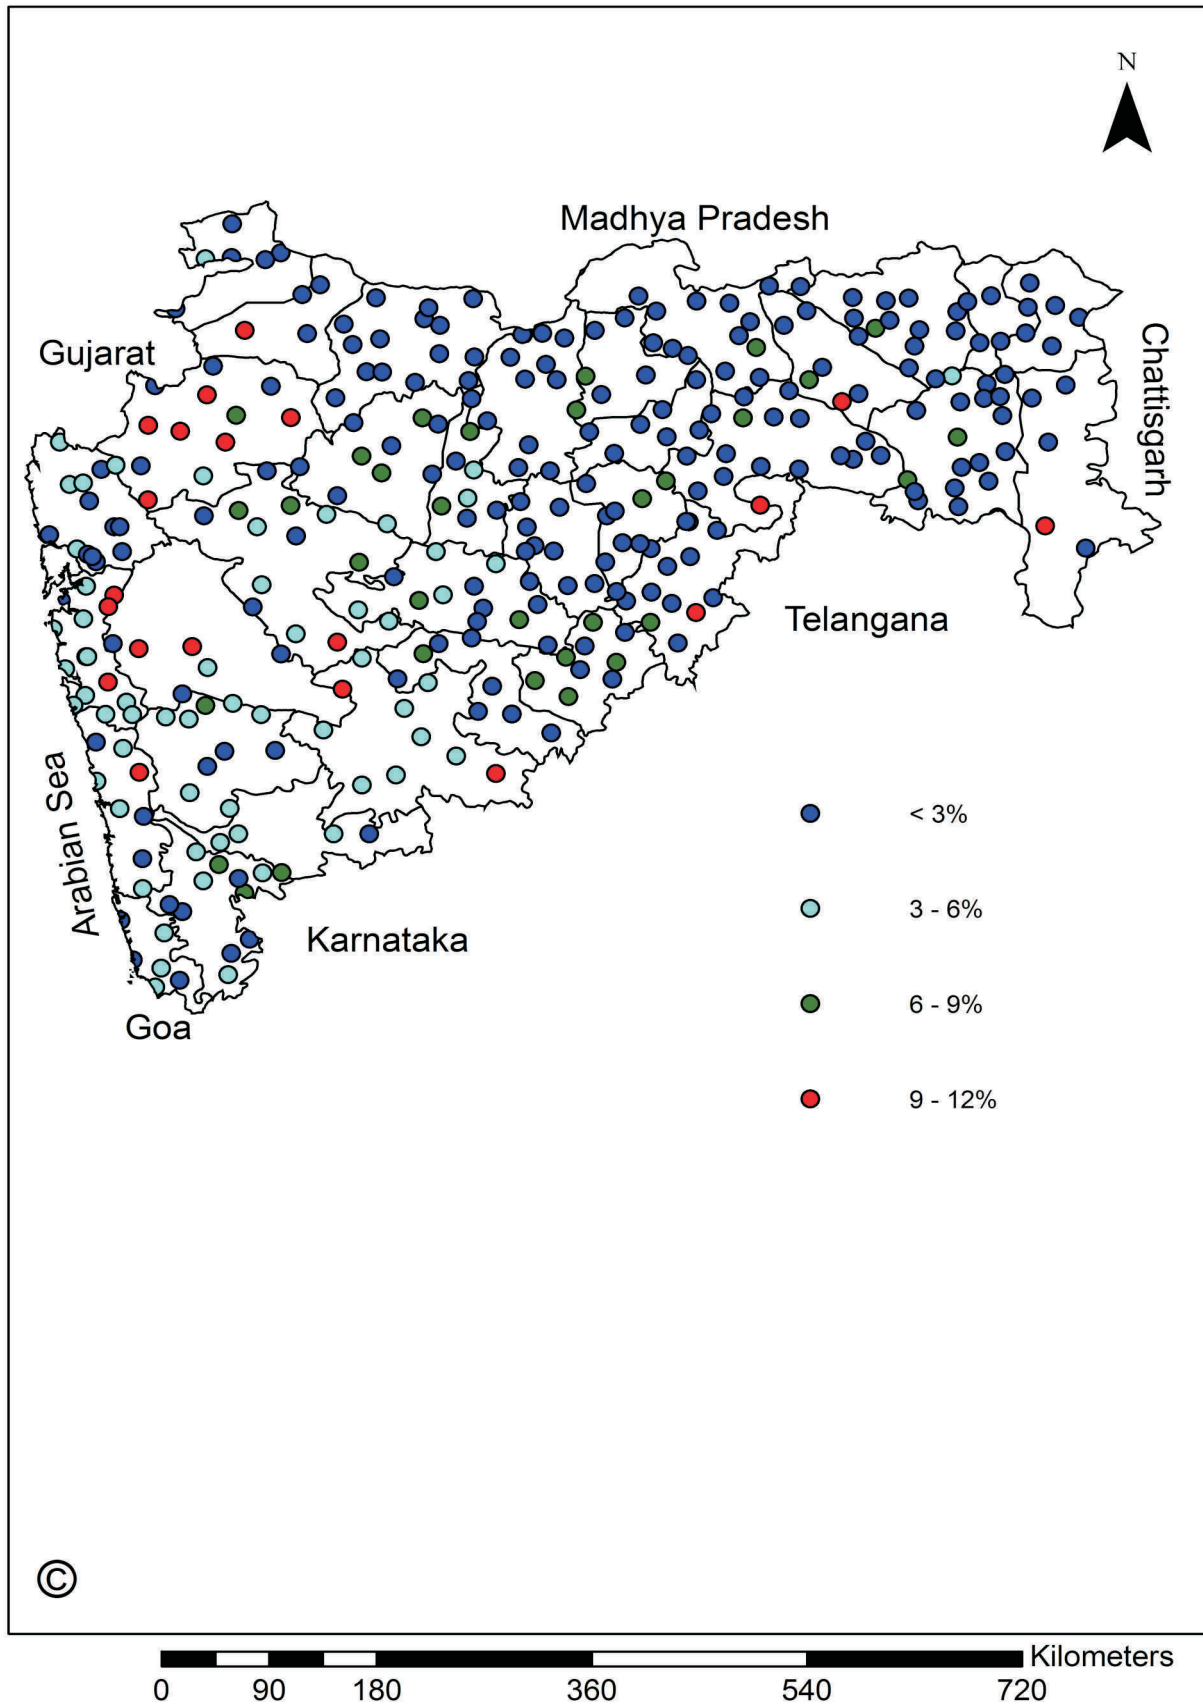 N
Madhya Pradesh
Gujarat
Chattisgarh
Telangana
Arabian Sea
< 3%
3 - 6%
Karnataka
6 - 9%
Goa
9 - 12%
©
Kilometers
0 90 180 360 540 720